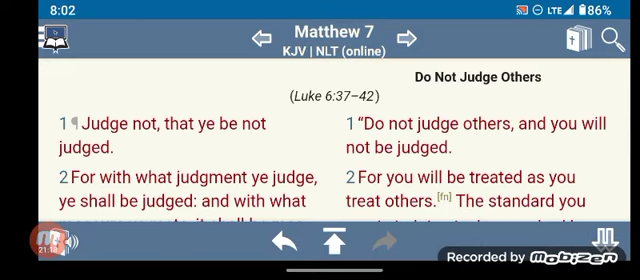 8:02
LTE 86%
Matthew 7
KJV | NLT (online)
Do Not Judge Others
(Luke 6:37–42)
1 ¶ Judge not, that ye be not
judged.
2 For with what judgment ye judge,
ye shall be judged: and with what
1 “Do not judge others, and you will
not be judged.
2 For you will be treated as you
treat others.[fn] The standard you
Recorded by
MOBIZEN